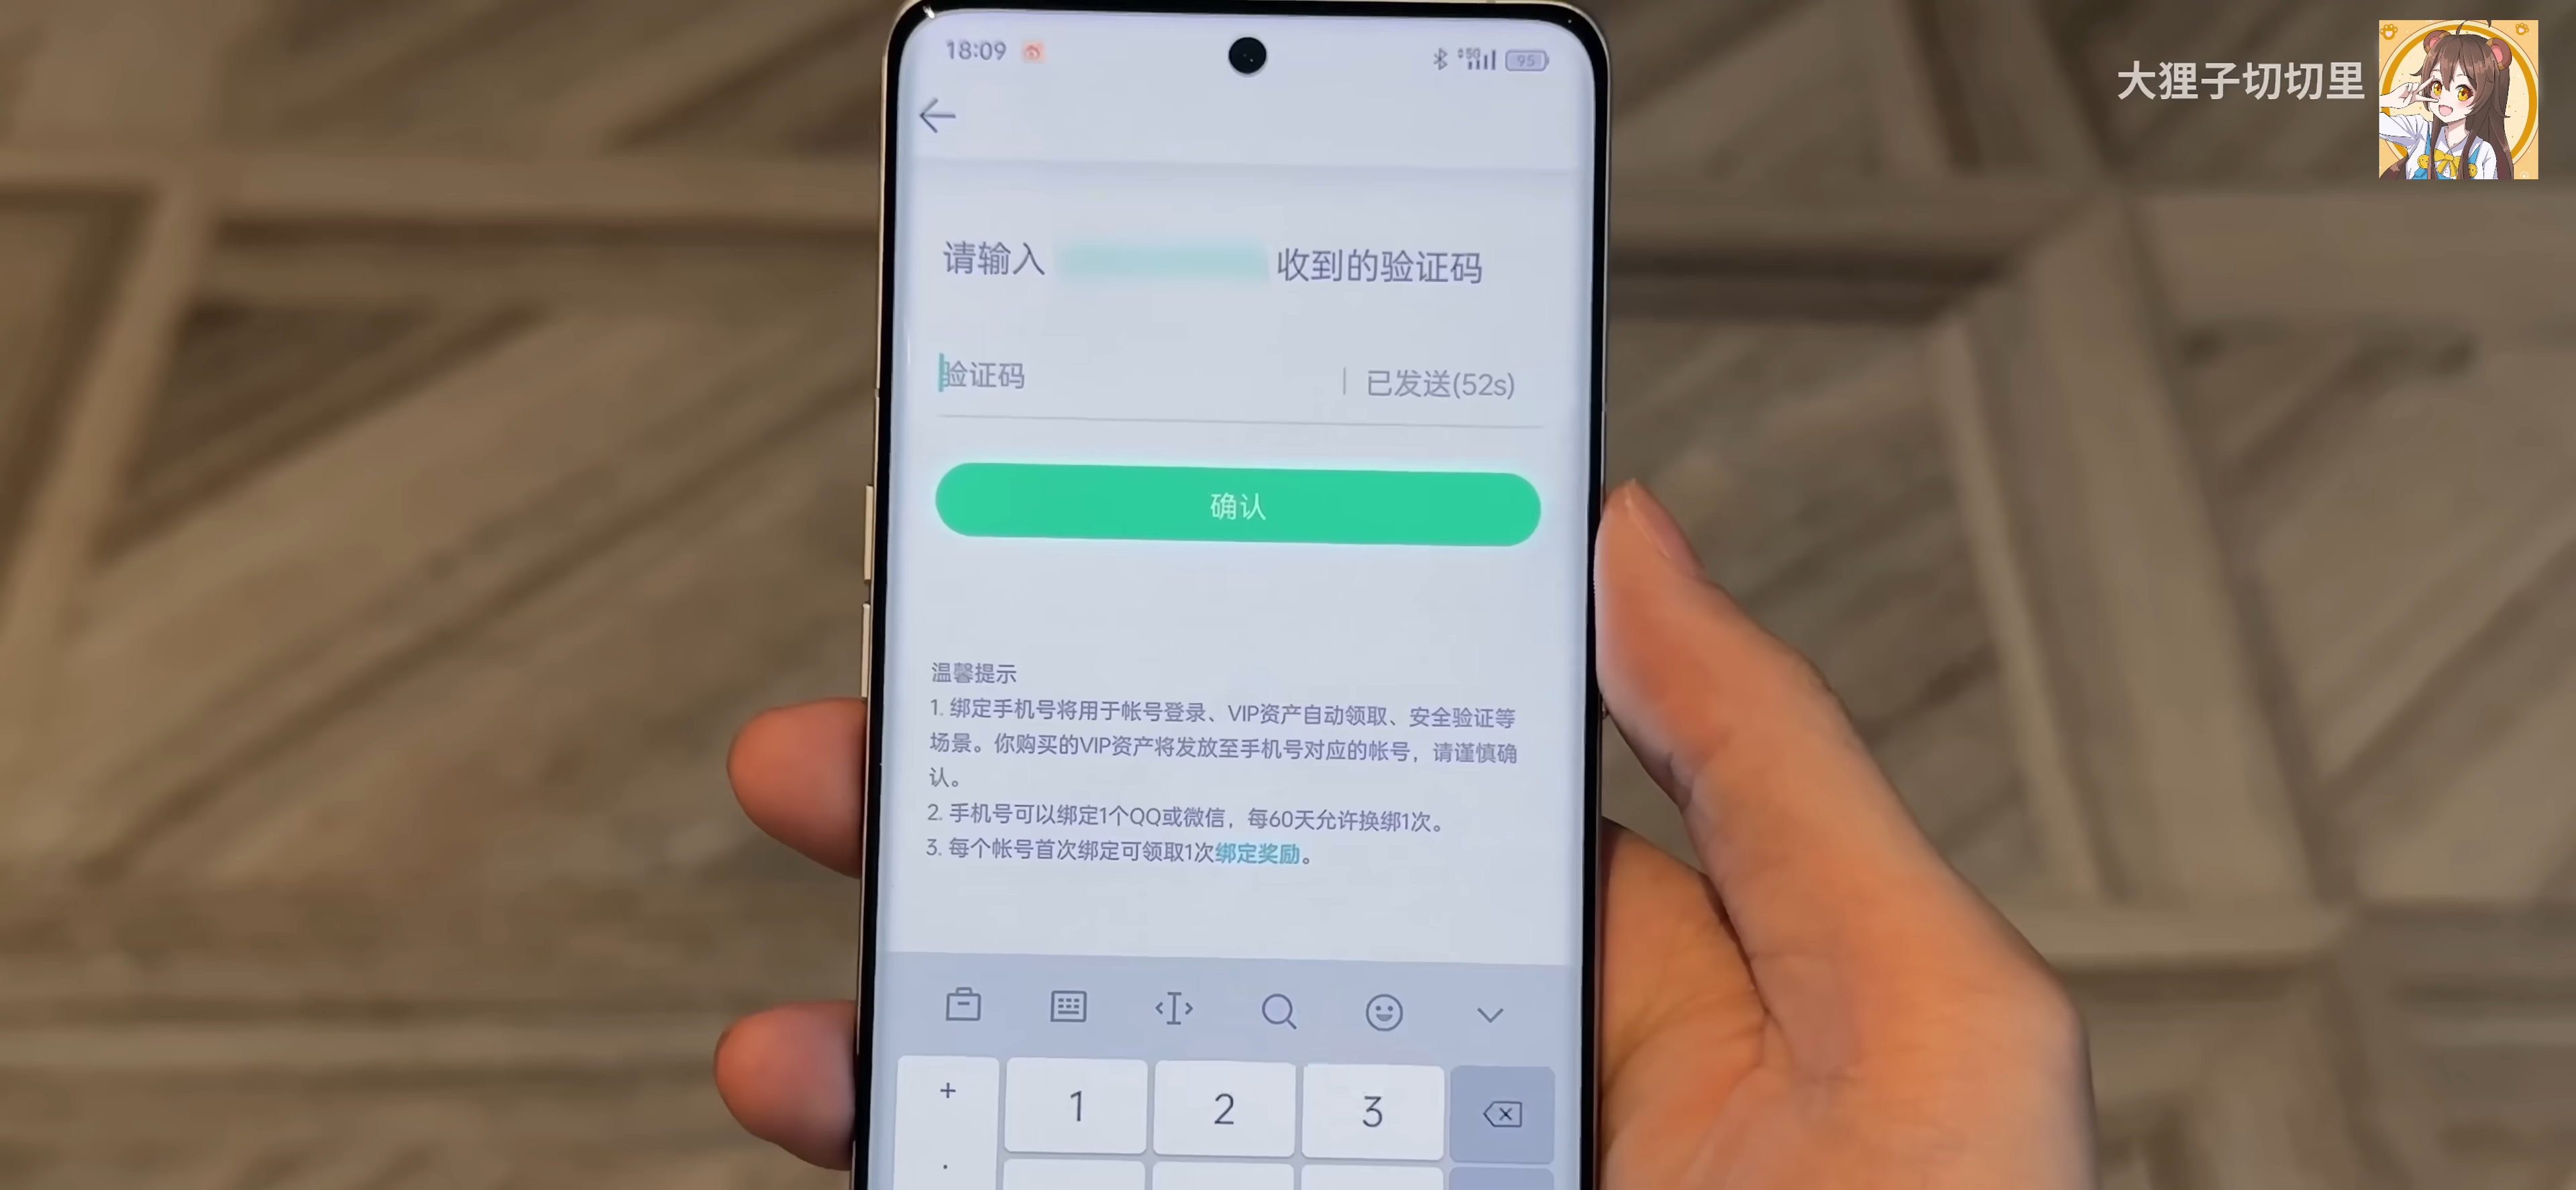 18:09
5G
95
大狸子切切里
请输入 收到的验证码
验证码 | 已发送(52s)
确认
温馨提示
1. 绑定手机号将用于帐号登录、VIP资产自动领取、安全验证等
场景。你购买的VIP资产将发放至手机号对应的帐号，请谨慎确
认。
2. 手机号可以绑定1个QQ或微信，每60天允许换绑1次。
3. 每个帐号首次绑定可领取1次绑定奖励。
+ 1 2 3
.